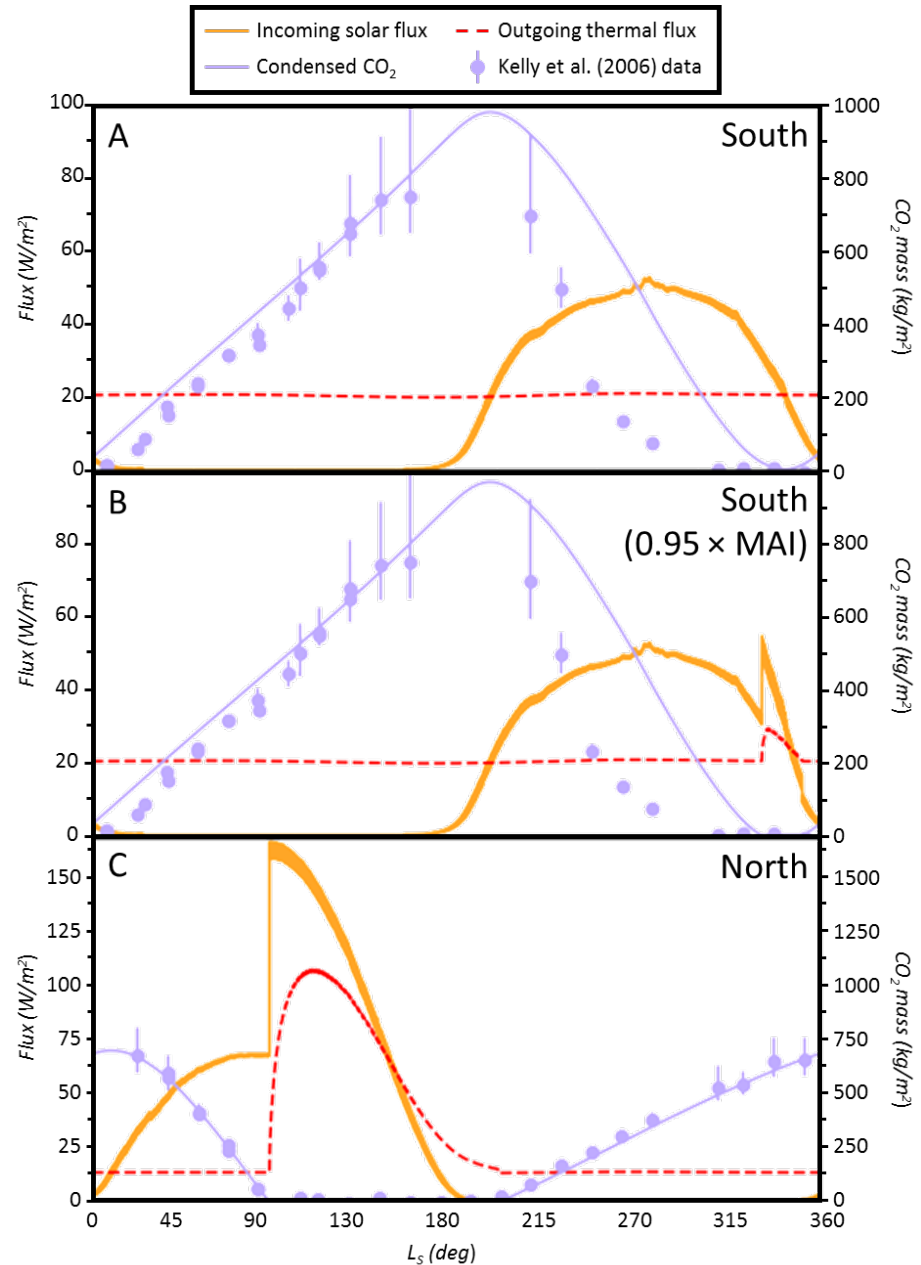 Incoming solar flux
Outgoing thermal flux
Condensed CO₂
Kelly et al. (2006) data
A
South
100
80
60
40
20
0
Flux (W/m²)
1000
800
600
400
200
0
CO₂ mass (kg/m²)
B
South
(0.95 × MAI)
80
60
40
20
0
Flux (W/m²)
800
600
400
200
0
CO₂ mass (kg/m²)
C
North
150
125
100
75
50
25
0
Flux (W/m²)
1500
1250
1000
750
500
250
0
CO₂ mass (kg/m²)
0 45 90 130 180 215 270 315 360
L_S (deg)